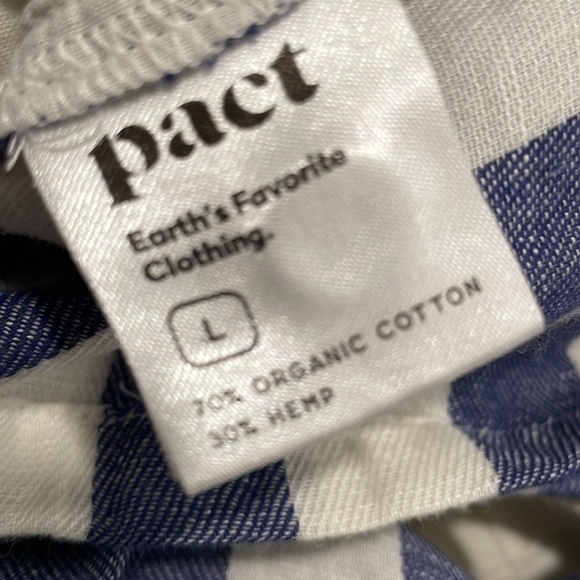 pact
Earth's Favorite
Clothing.
L
70% ORGANIC COTTON
30% HEMP